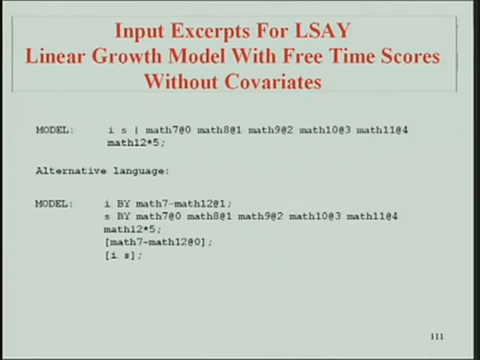 Input Excerpts For LSAY
Linear Growth Model With Free Time Scores
Without Covariates
MODEL: i s | math7@0 math8@1 math9@2 math10@3 math11@4
math12*5;
Alternative language:
MODEL: i BY math7-math12@1;
s BY math7@0 math8@1 math9@2 math10@3 math11@4
math12*5;
[math7-math12@0];
[i s];
111